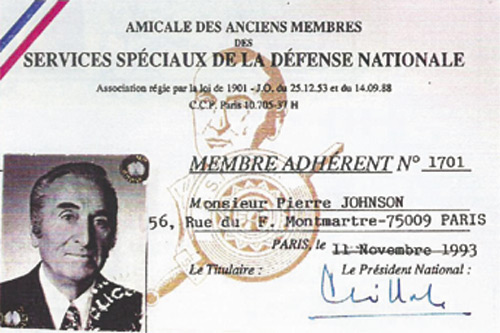 AMICALE DES ANCIENS MEMBRES
DES
SERVICES SPÉCIAUX DE LA DÉFENSE NATIONALE
Association régie par la loi de 1901 - J.O. du 25.12.53 et du 14.09.88
C.C.P. Paris 10.705-37 H
MEMBRE ADHÉRENT N° 1701
Monsieur Pierre JOHNSON
56, Rue du F. Montmartre-75009 PARIS
PARIS, le 11 Novembre 1993
Le Titulaire : Le Président National :